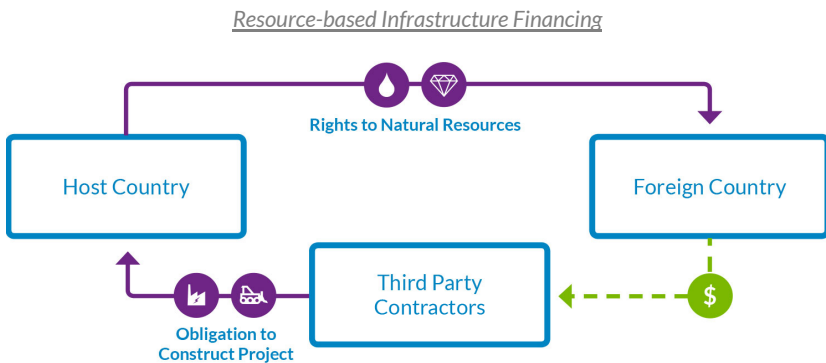 Resource-based Infrastructure Financing
Rights to Natural Resources
Host Country
Foreign Country
Third Party
Contractors
$
Obligation to
Construct Project